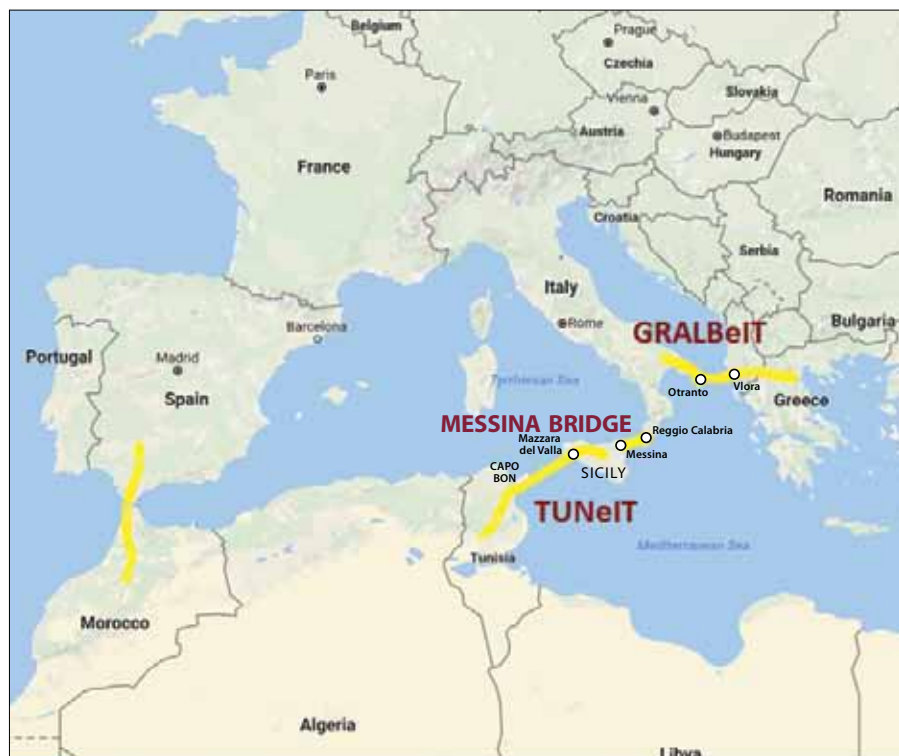 Belgium
Prague
Czechia
Paris
Slovakia
Vienna
Austria
Budapest
Hungary
France
Romania
Croatia
Serbia
Italy
Rome
Bulgaria
Barcelona
Portugal
Madrid
Spain
GRALBeIT
Tyrrhenian Sea
Otranto
Vlora
Greece
MESSINA BRIDGE
Reggio Calabria
Mazzara
del Valla
Messina
CAPO
BON
SICILY
TUNeIT
Mediterranean Sea
Tunisia
Morocco
Algeria
Libya